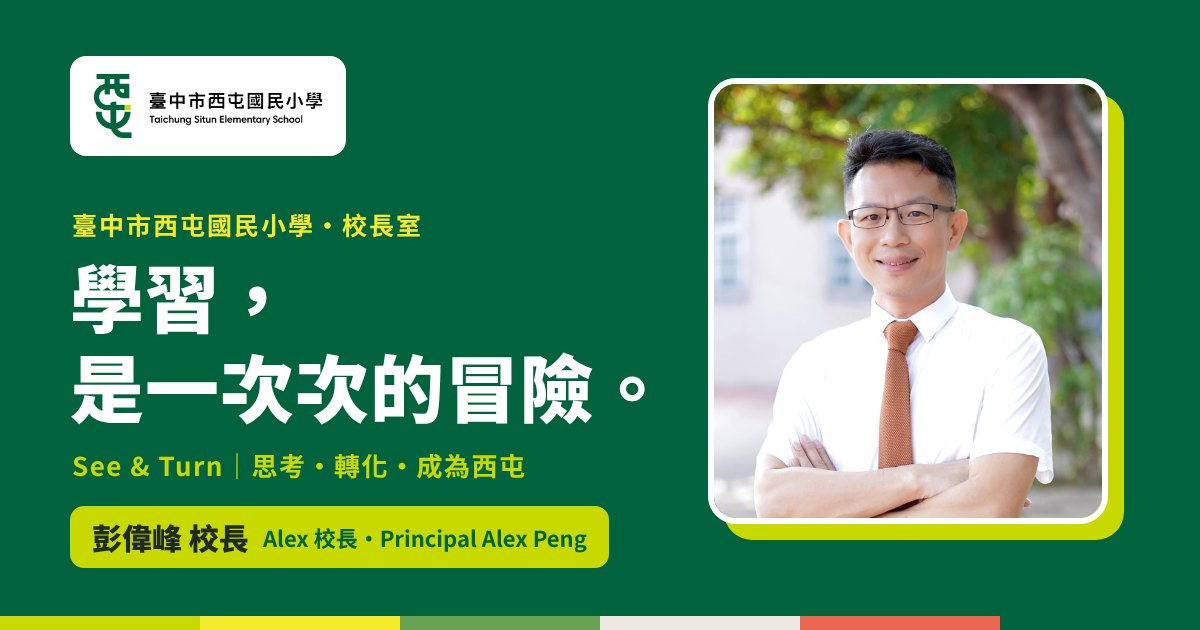 西屯
臺中市西屯國民小學
Taichung Situn Elementary School
臺中市西屯國民小學・校長室
學習，
是一次次的冒險。
See & Turn｜思考・轉化・成為西屯
彭偉峰 校長 Alex 校長・Principal Alex Peng